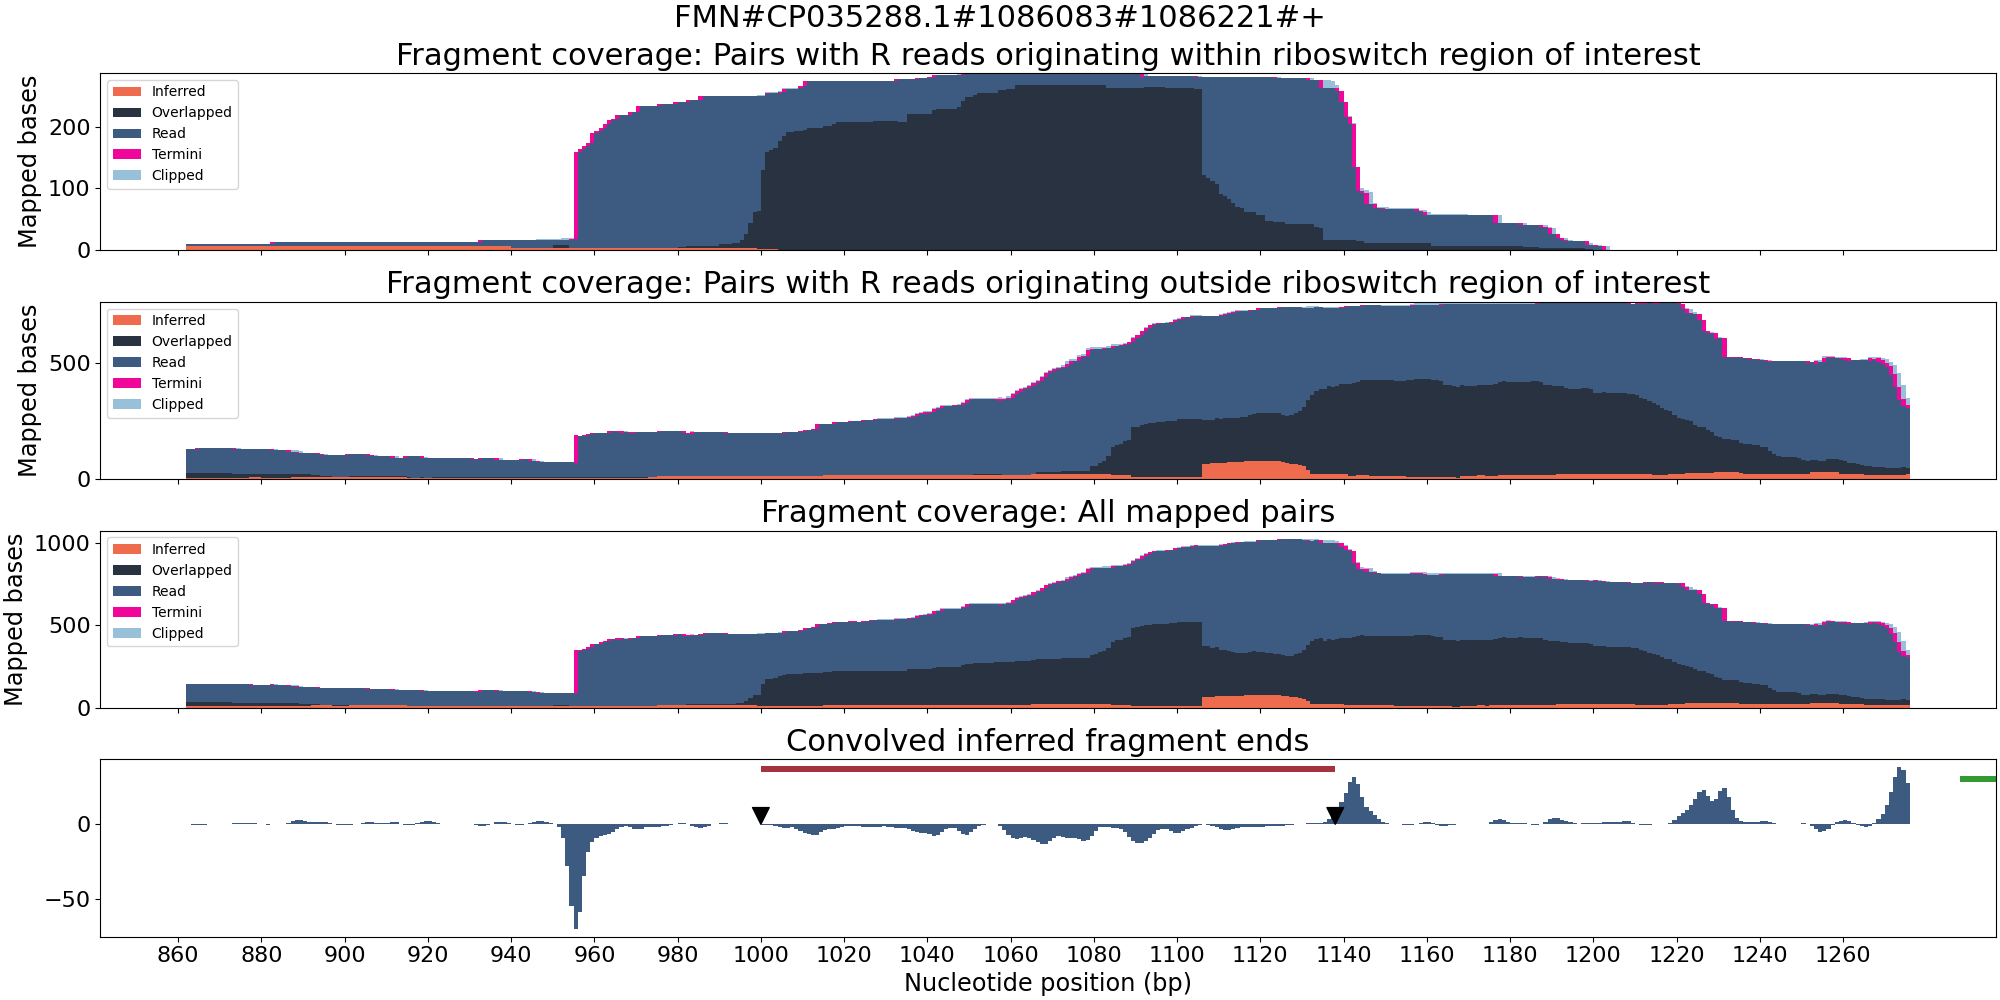 FMN#CP035288.1#1086083#1086221#+
Fragment coverage: Pairs with R reads originating within riboswitch region of interest
Mapped bases
200
100
0
Inferred
Overlapped
Read
Termini
Clipped
Fragment coverage: Pairs with R reads originating outside riboswitch region of interest
Mapped bases
500
0
Inferred
Overlapped
Read
Termini
Clipped
Fragment coverage: All mapped pairs
Mapped bases
1000
500
0
Inferred
Overlapped
Read
Termini
Clipped
Convolved inferred fragment ends
0
−50
860 880 900 920 940 960 980 1000 1020 1040 1060 1080 1100 1120 1140 1160 1180 1200 1220 1240 1260
Nucleotide position (bp)